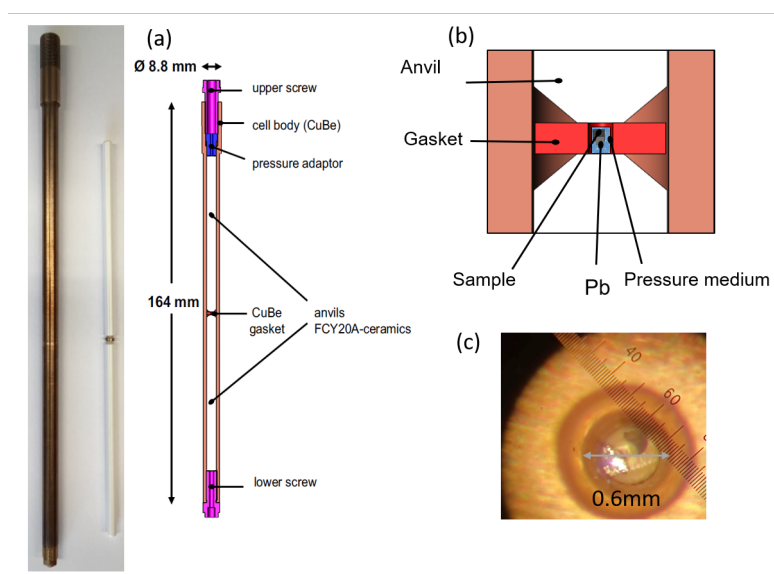 (a)
Ø 8.8 mm
upper screw
cell body (CuBe)
pressure adaptor
164 mm
CuBe
gasket
anvils
FCY20A-ceramics
lower screw
(b)
Anvil
Gasket
Sample
Pb
Pressure medium
(c)
40
60
0.6mm